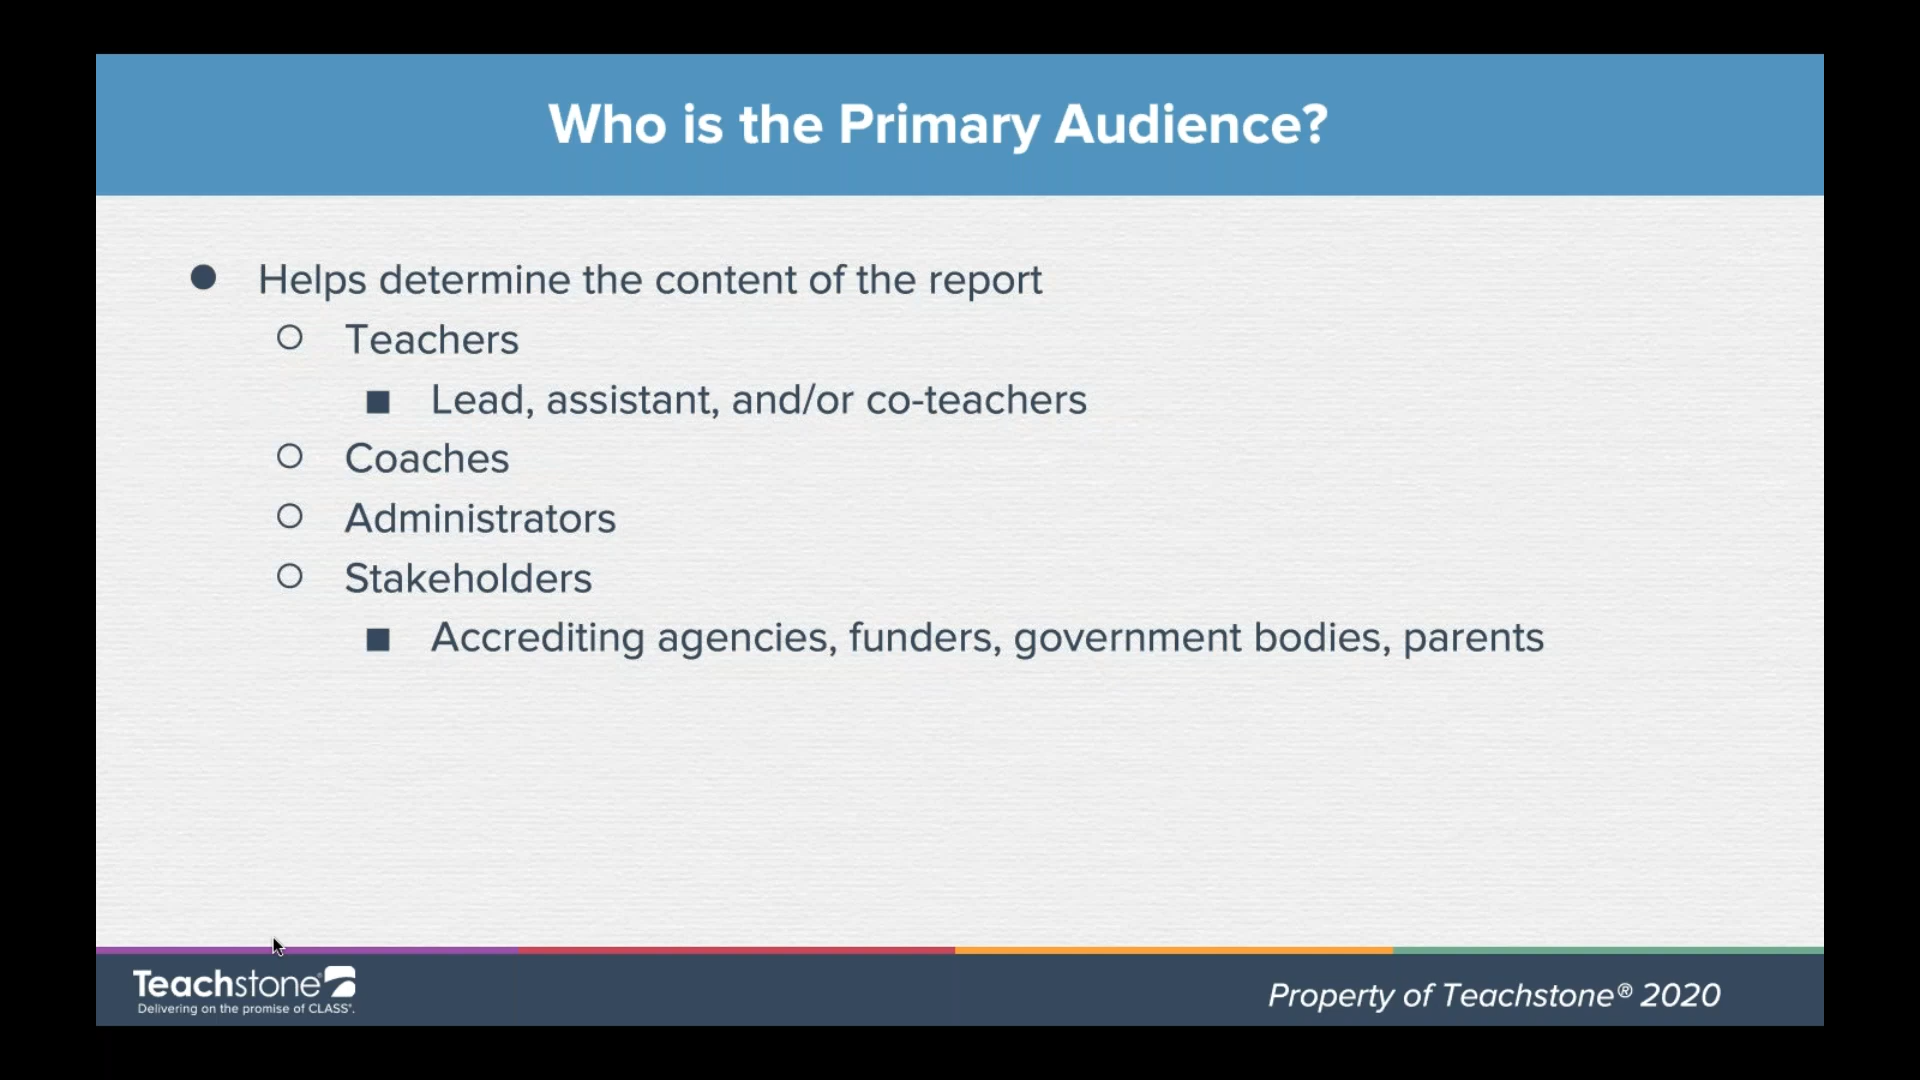 Who is the Primary Audience?
● Helps determine the content of the report
○ Teachers
■ Lead, assistant, and/or co-teachers
○ Coaches
○ Administrators
○ Stakeholders
■ Accrediting agencies, funders, government bodies, parents
Teachstone®
Delivering on the promise of CLASS®.
Property of Teachstone® 2020